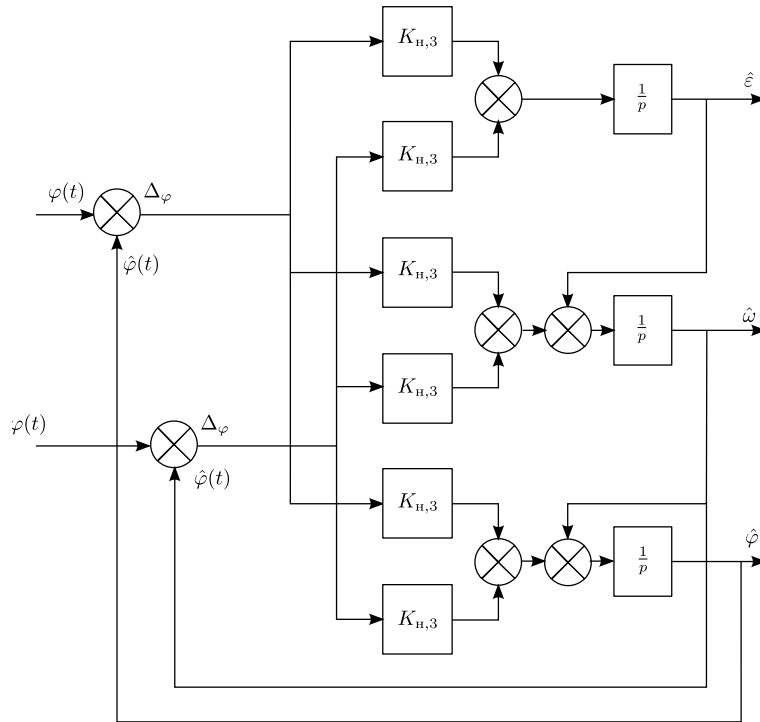 K_{н,3}
1/p
ε̂
K_{н,3}
φ(t)
Δ_φ
φ̂(t)
K_{н,3}
1/p
ω̂
K_{н,3}
φ(t)
Δ_φ
φ̂(t)
K_{н,3}
1/p
φ̂
K_{н,3}